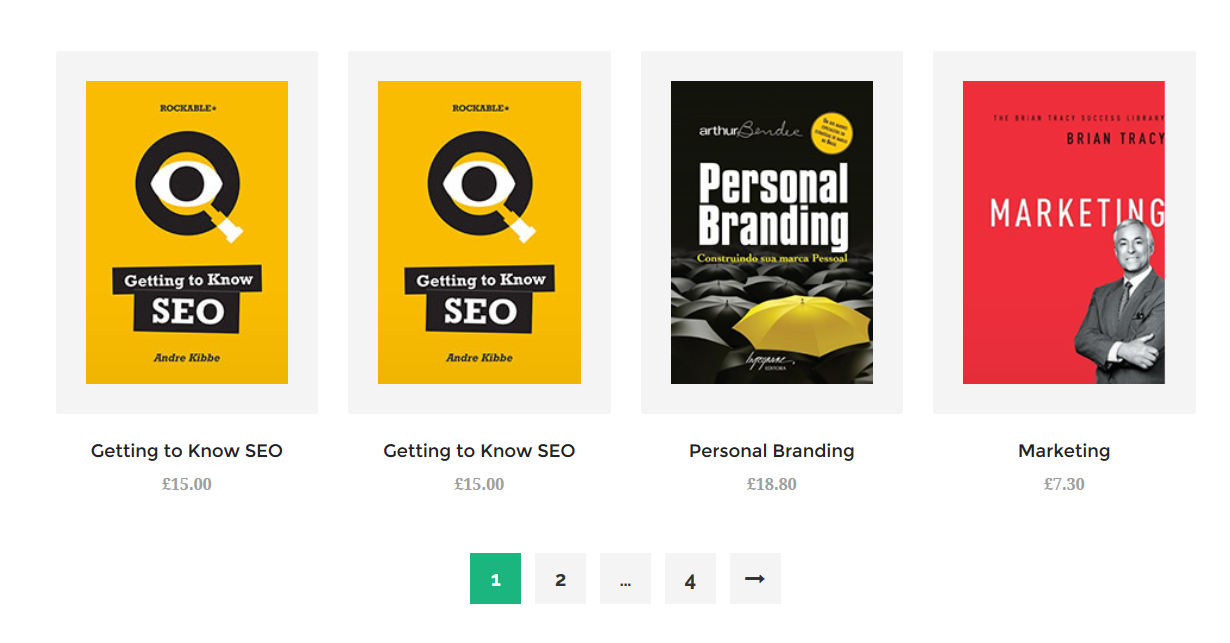 ROCKABLE*
Getting to Know
SEO
Andre Kibbe
Getting to Know SEO
£15.00
ROCKABLE*
Getting to Know
SEO
Andre Kibbe
Getting to Know SEO
£15.00
arthur Bender
Personal
Branding
Construindo sua marca Pessoal
EDITORA
Personal Branding
£18.80
THE BRIAN TRACY SUCCESS LIBRARY
BRIAN TRACY
MARKETING
Marketing
£7.30
1 2 ... 4 →